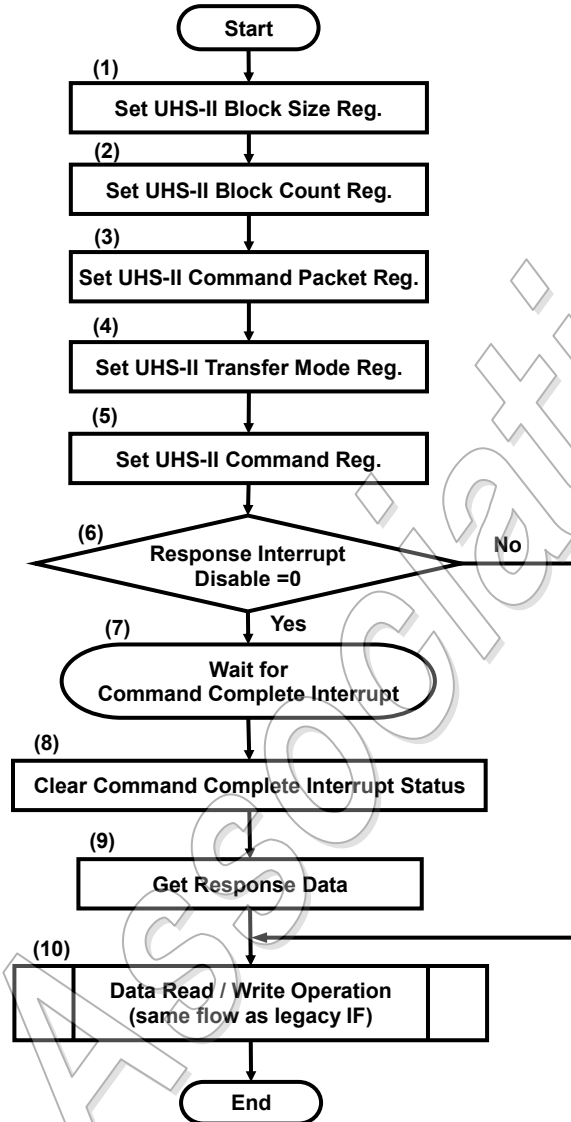 Start
(1)
Set UHS-II Block Size Reg.
(2)
Set UHS-II Block Count Reg.
(3)
Set UHS-II Command Packet Reg.
(4)
Set UHS-II Transfer Mode Reg.
(5)
Set UHS-II Command Reg.
(6)
Response Interrupt
Disable =0
No
Yes
(7)
Wait for
Command Complete Interrupt
(8)
Clear Command Complete Interrupt Status
(9)
Get Response Data
(10)
Data Read / Write Operation
(same flow as legacy IF)
End
Associati